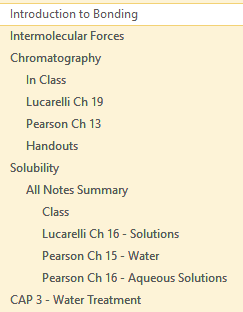 Introduction to Bonding
Intermolecular Forces
Chromatography
In Class
Lucarelli Ch 19
Pearson Ch 13
Handouts
Solubility
All Notes Summary
Class
Lucarelli Ch 16 - Solutions
Pearson Ch 15 - Water
Pearson Ch 16 - Aqueous Solutions
CAP 3 - Water Treatment